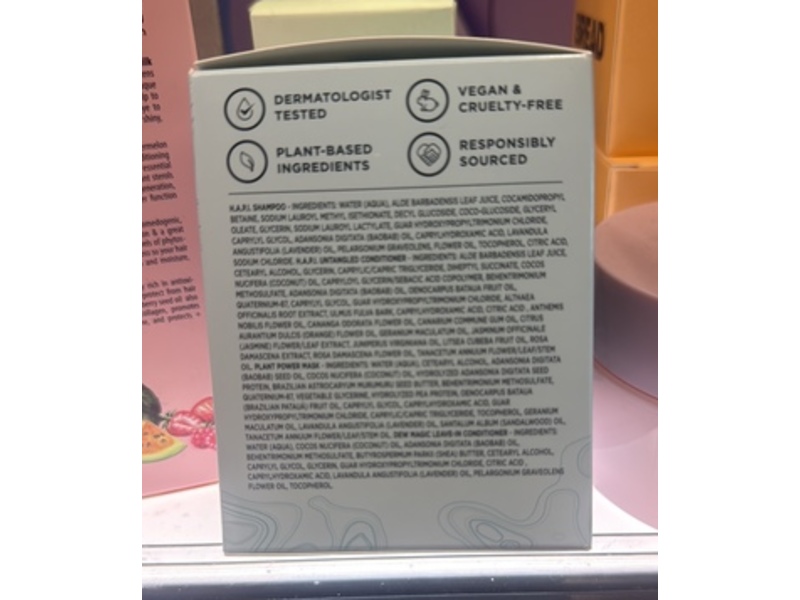 DERMATOLOGIST
TESTED
VEGAN &
CRUELTY-FREE
PLANT-BASED
INGREDIENTS
RESPONSIBLY
SOURCED
H.A.P.I. SHAMPOO - INGREDIENTS: WATER (AQUA), ALOE BARBADENSIS LEAF JUICE, COCAMIDOPROPYL
BETAINE, SODIUM LAUROYL METHYL ISETHIONATE, DECYL GLUCOSIDE, COCO-GLUCOSIDE, GLYCERYL
OLEATE, GLYCERIN, SODIUM LAUROYL LACTYLATE, GUAR HYDROXYPROPYLTRIMONIUM CHLORIDE,
CAPRYLYL GLYCOL, ADANSONIA DIGITATA (BAOBAB) OIL, CAPRYLHYDROXAMIC ACID, LAVANDULA
ANGUSTIFOLIA (LAVENDER) OIL, PELARGONIUM GRAVEOLENS, FLOWER OIL, TOCOPHEROL, CITRIC ACID,
SODIUM CHLORIDE. H.A.P.I. UNTANGLED CONDITIONER - INGREDIENTS: ALOE BARBADENSIS LEAF JUICE,
CETEARYL ALCOHOL, GLYCERIN, CAPRYLIC/CAPRIC TRIGLYCERIDE, DIHEPTYL SUCCINATE, COCOS
NUCIFERA (COCONUT) OIL, CAPRYLOYL GLYCERIN/SEBACIC ACID COPOLYMER, BEHENTRIMONIUM
METHOSULFATE, ADANSONIA DIGITATA (BAOBAB) OIL, OENOCARPUS BATAUA FRUIT OIL,
QUATERNIUM-87, CAPRYLYL GLYCOL, GUAR HYDROXYPROPYLTRIMONIUM CHLORIDE, ALTHAEA
OFFICINALIS ROOT EXTRACT, ULMUS FULVA BARK, CAPRYLHYDROXAMIC ACID, CITRIC ACID , ANTHEMIS
NOBILIS FLOWER OIL, CANANGA ODORATA FLOWER OIL, CANARIUM COMMUNE GUM OIL, CITRUS
AURANTIUM DULCIS (ORANGE) FLOWER OIL, GERANIUM MACULATUM OIL, JASMINUM OFFICINALE
(JASMINE) FLOWER/LEAF EXTRACT, JUNIPERUS VIRGINIANA OIL, LITSEA CUBEBA FRUIT OIL, ROSA
DAMASCENA EXTRACT, ROSA DAMASCENA FLOWER OIL, TANACETUM ANNUUM FLOWER/LEAF/STEM
OIL. PLANT POWER MASK - INGREDIENTS: WATER (AQUA), CETEARYL ALCOHOL, ADANSONIA DIGITATA
(BAOBAB) SEED OIL, COCOS NUCIFERA (COCONUT) OIL, HYDROLYZED ADANSONIA DIGITATA SEED
PROTEIN, BRAZILIAN ASTROCARYUM MURUMURU SEED BUTTER, BEHENTRIMONIUM METHOSULFATE,
QUATERNIUM-87, VEGETABLE GLYCERINE, HYDROLYZED PEA PROTEIN, OENOCARPUS BATAUA
(BRAZILIAN PATAUA) FRUIT OIL, CAPRYLYL GLYCOL, CAPRYLHYDROXAMIC ACID, GUAR
HYDROXYPROPYLTRIMONIUM CHLORIDE, CAPRYLIC/CAPRIC TRIGLYCERIDE, TOCOPHEROL, GERANIUM
MACULATUM OIL, LAVANDULA ANGUSTIFOLIA (LAVENDER) OIL, SANTALUM ALBUM (SANDALWOOD) OIL,
TANACETUM ANNUUM FLOWER/LEAF/STEM OIL. DEW MAGIC LEAVE-IN CONDITIONER - INGREDIENTS:
WATER (AQUA), COCOS NUCIFERA (COCONUT) OIL, ADANSONIA DIGITATA (BAOBAB) OIL,
BEHENTRIMONIUM METHOSULFATE, BUTYROSPERMUM PARKII (SHEA) BUTTER, CETEARYL ALCOHOL,
CAPRYLYL GLYCOL, GLYCERIN, GUAR HYDROXYPROPYLTRIMONIUM CHLORIDE, CITRIC ACID ,
CAPRYLHYDROXAMIC ACID, LAVANDULA ANGUSTIFOLIA (LAVENDER) OIL, PELARGONIUM GRAVEOLENS
FLOWER OIL, TOCOPHEROL.